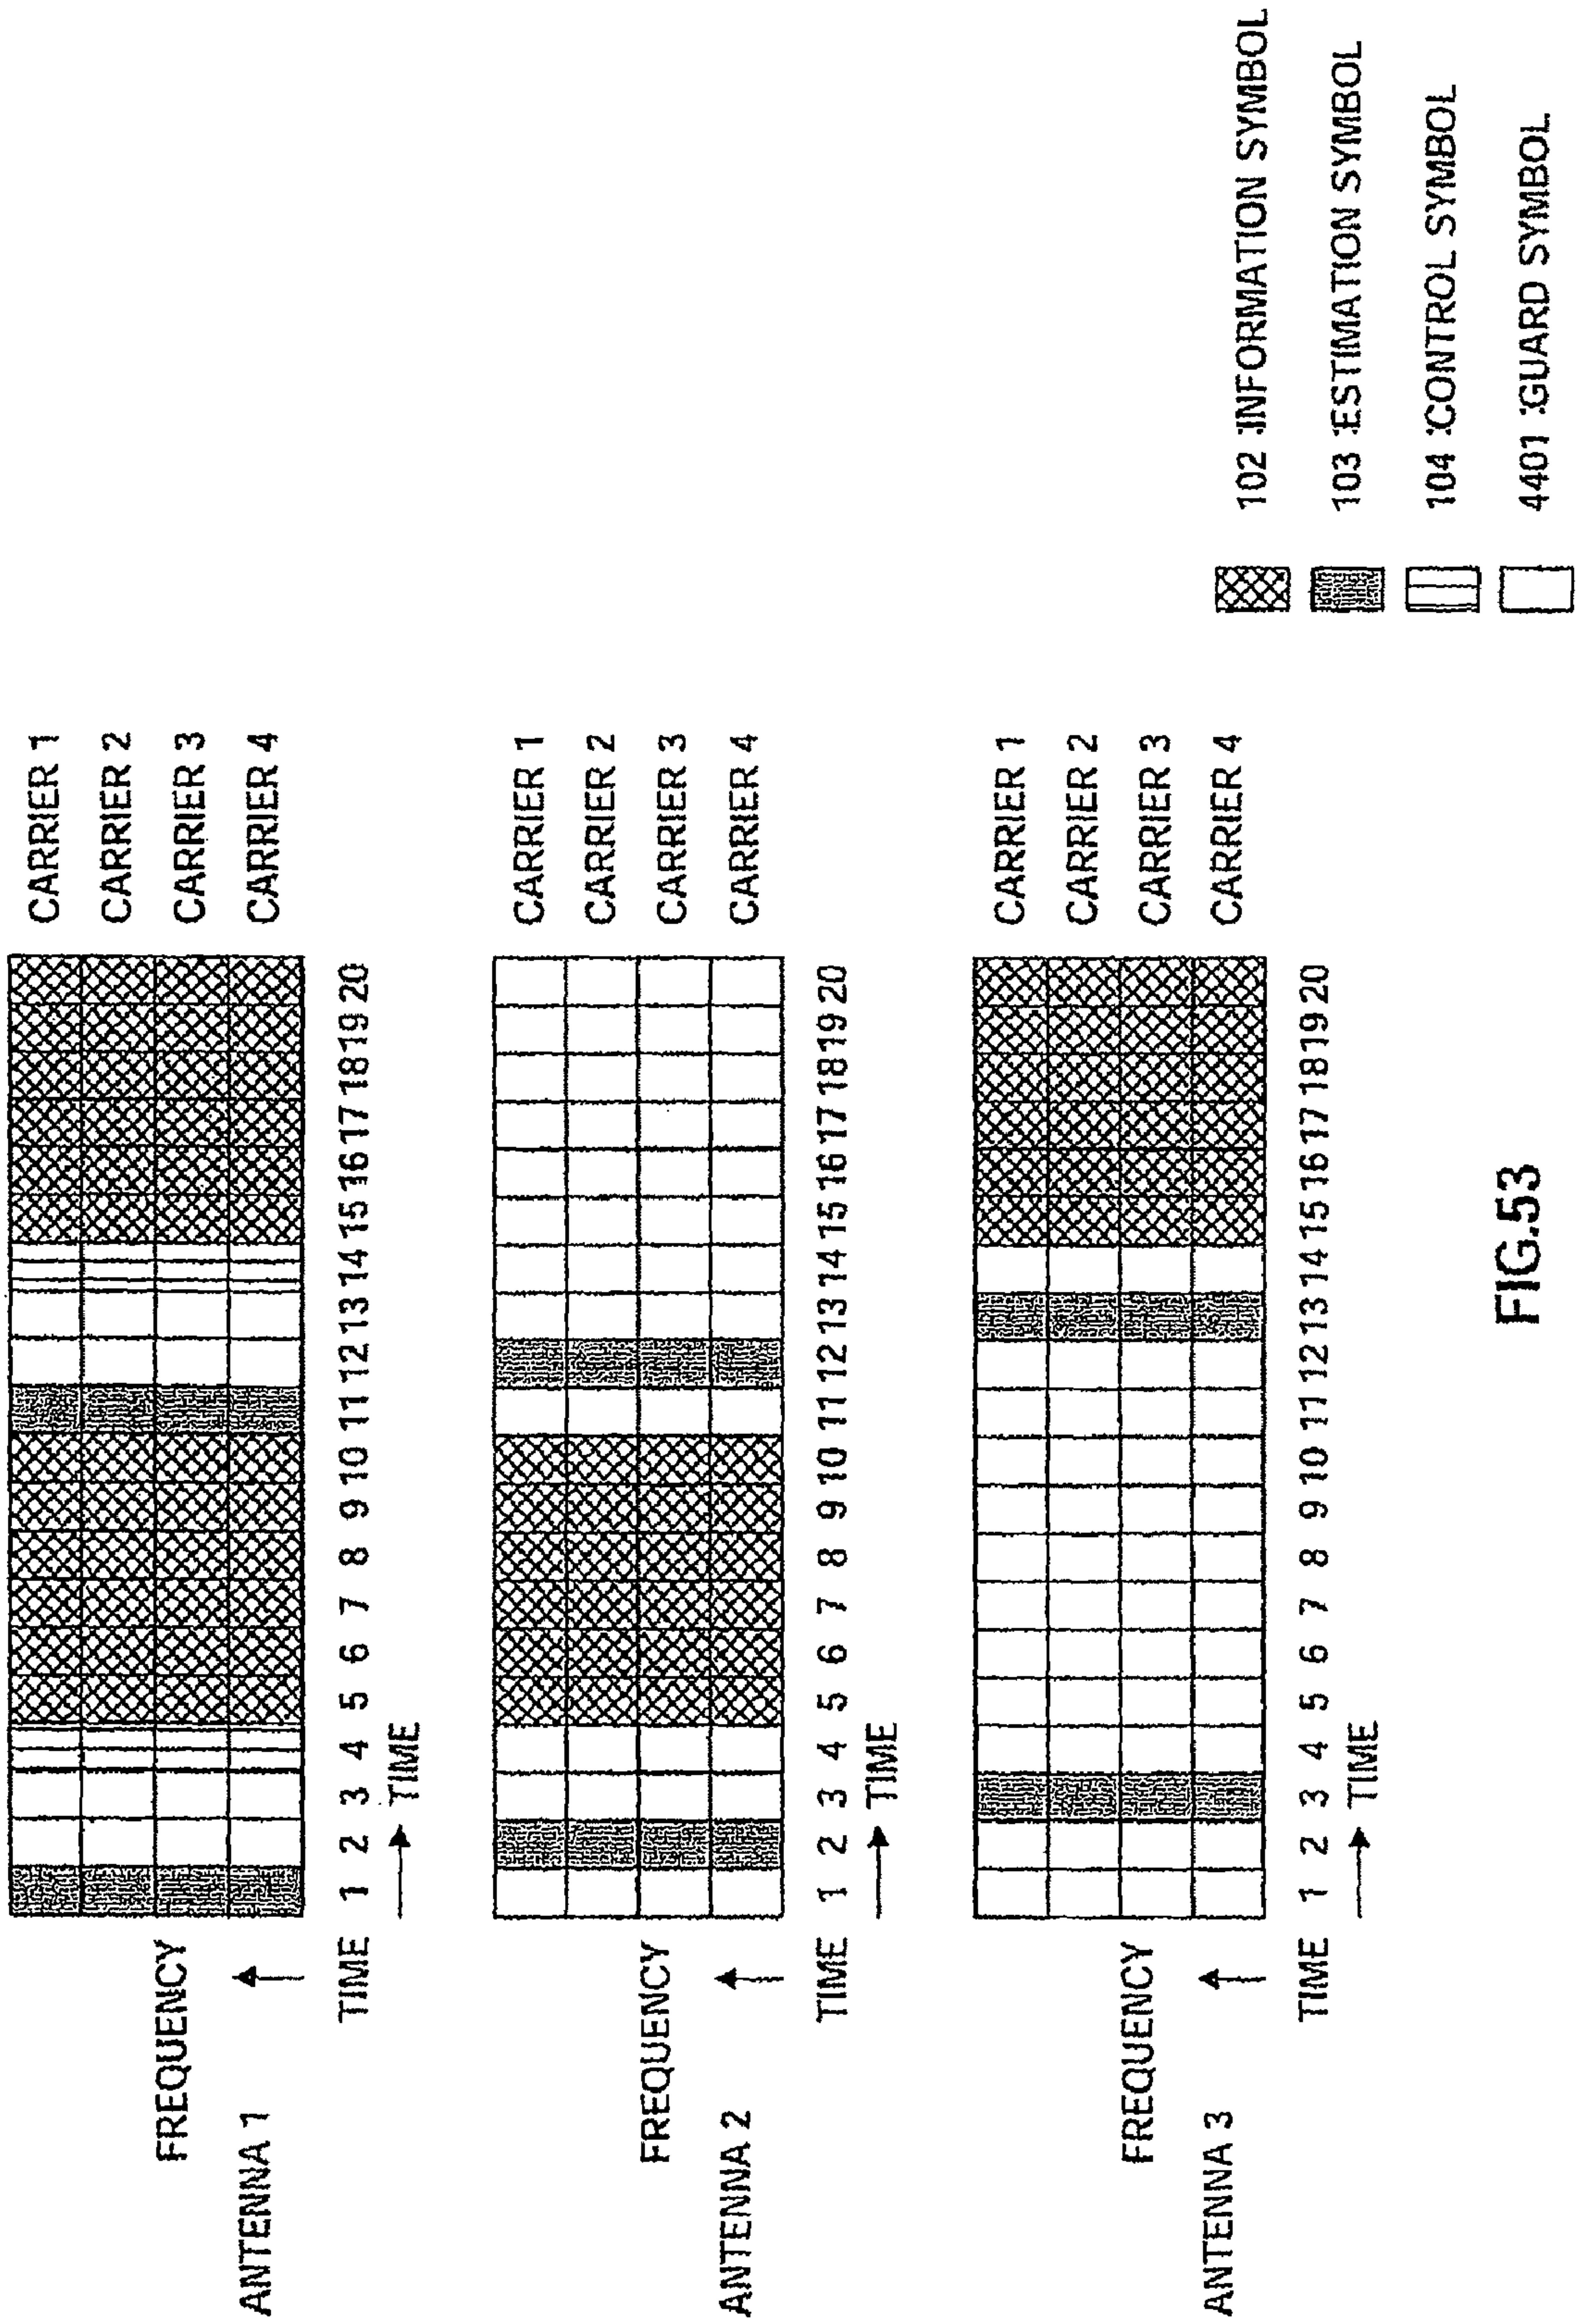 FREQUENCY
ANTENNA 1
CARRIER 1
CARRIER 2
CARRIER 3
CARRIER 4
TIME 1 2 3 4 5 6 7 8 9 10 11 12 13 14 15 16 17 18 19 20
TIME
FREQUENCY
ANTENNA 2
CARRIER 1
CARRIER 2
CARRIER 3
CARRIER 4
TIME 1 2 3 4 5 6 7 8 9 10 11 12 13 14 15 16 17 18 19 20
TIME
FREQUENCY
ANTENNA 3
CARRIER 1
CARRIER 2
CARRIER 3
CARRIER 4
TIME 1 2 3 4 5 6 7 8 9 10 11 12 13 14 15 16 17 18 19 20
TIME
102 :INFORMATION SYMBOL
103 :ESTIMATION SYMBOL
104 :CONTROL SYMBOL
4401 :GUARD SYMBOL
FIG.53